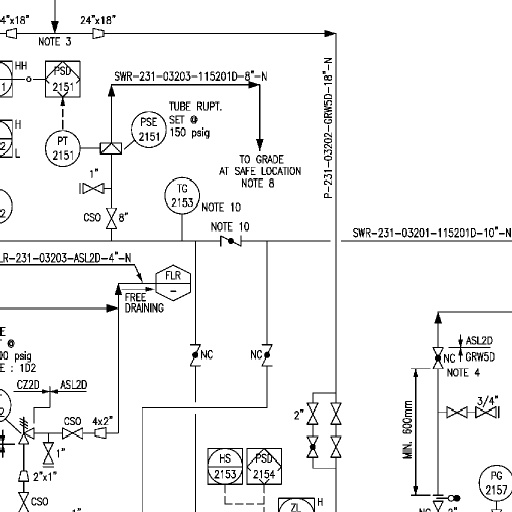 4"x18"
24"x18"
NOTE 3
HH
PSD
2151
SWR-231-03203-115201D-8"-N
TUBE RUPT.
SET @
150 psig
PSE
2151
H
L
PT
2151
TO GRADE
AT SAFE LOCATION
NOTE 8
P-231-03202-GRW5D-18"-N
1"
TG
2153
NOTE 10
CSO
8"
NOTE 10
SWR-231-03201-115201D-10"-N
LR-231-03203-ASL2D-4"-N
FLR
–
FREE
DRAINING
E
@
psig
E : 1D2
NC
NC
ASL2D
GRW5D
NC
NOTE 4
CZ2D
ASL2D
CSO
4x2"
2"
3/4"
MIN. 600mm
1"
2"x1"
HS
2153
PSD
2154
PG
2157
CSO
ZL
H
NC
2"